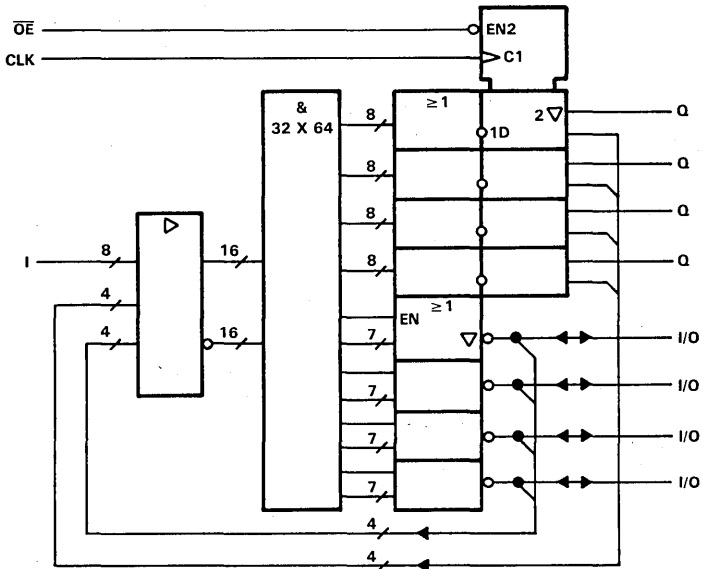 OE EN2
CLK C1
& ≥1
32 X 64 8 2 ▽ Q
1D
8 Q
8 Q
I 8 ▷ 16 8 Q
4
EN ≥1
4 16 7 ▽ I/O
7 I/O
7 I/O
7 I/O
4
4